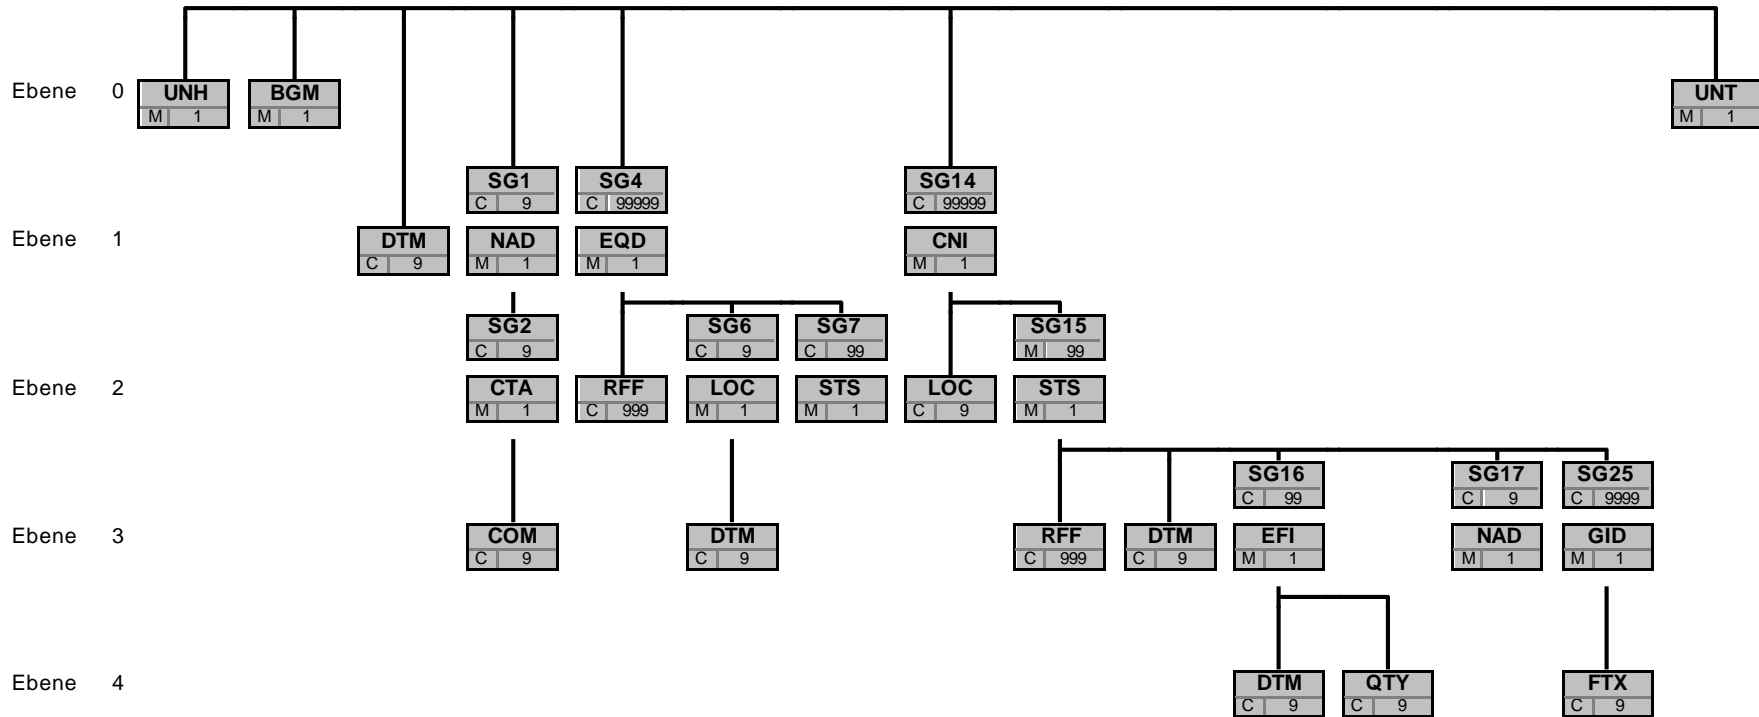 Ebene 0 UNH BGM UNT
M 1 M 1 M 1
SG1 SG4 SG14
C 9 C 99999 C 99999
Ebene 1 DTM NAD EQD CNI
C 9 M 1 M 1 M 1
SG2 SG6 SG7 SG15
C 9 C 9 C 99 M 99
Ebene 2 CTA RFF LOC STS LOC STS
M 1 C 999 M 1 M 1 C 9 M 1
SG16 SG17 SG25
C 99 C 9 C 9999
Ebene 3 COM DTM RFF DTM EFI NAD GID
C 9 C 9 C 999 C 9 M 1 M 1 M 1
Ebene 4 DTM QTY FTX
C 9 C 9 C 9